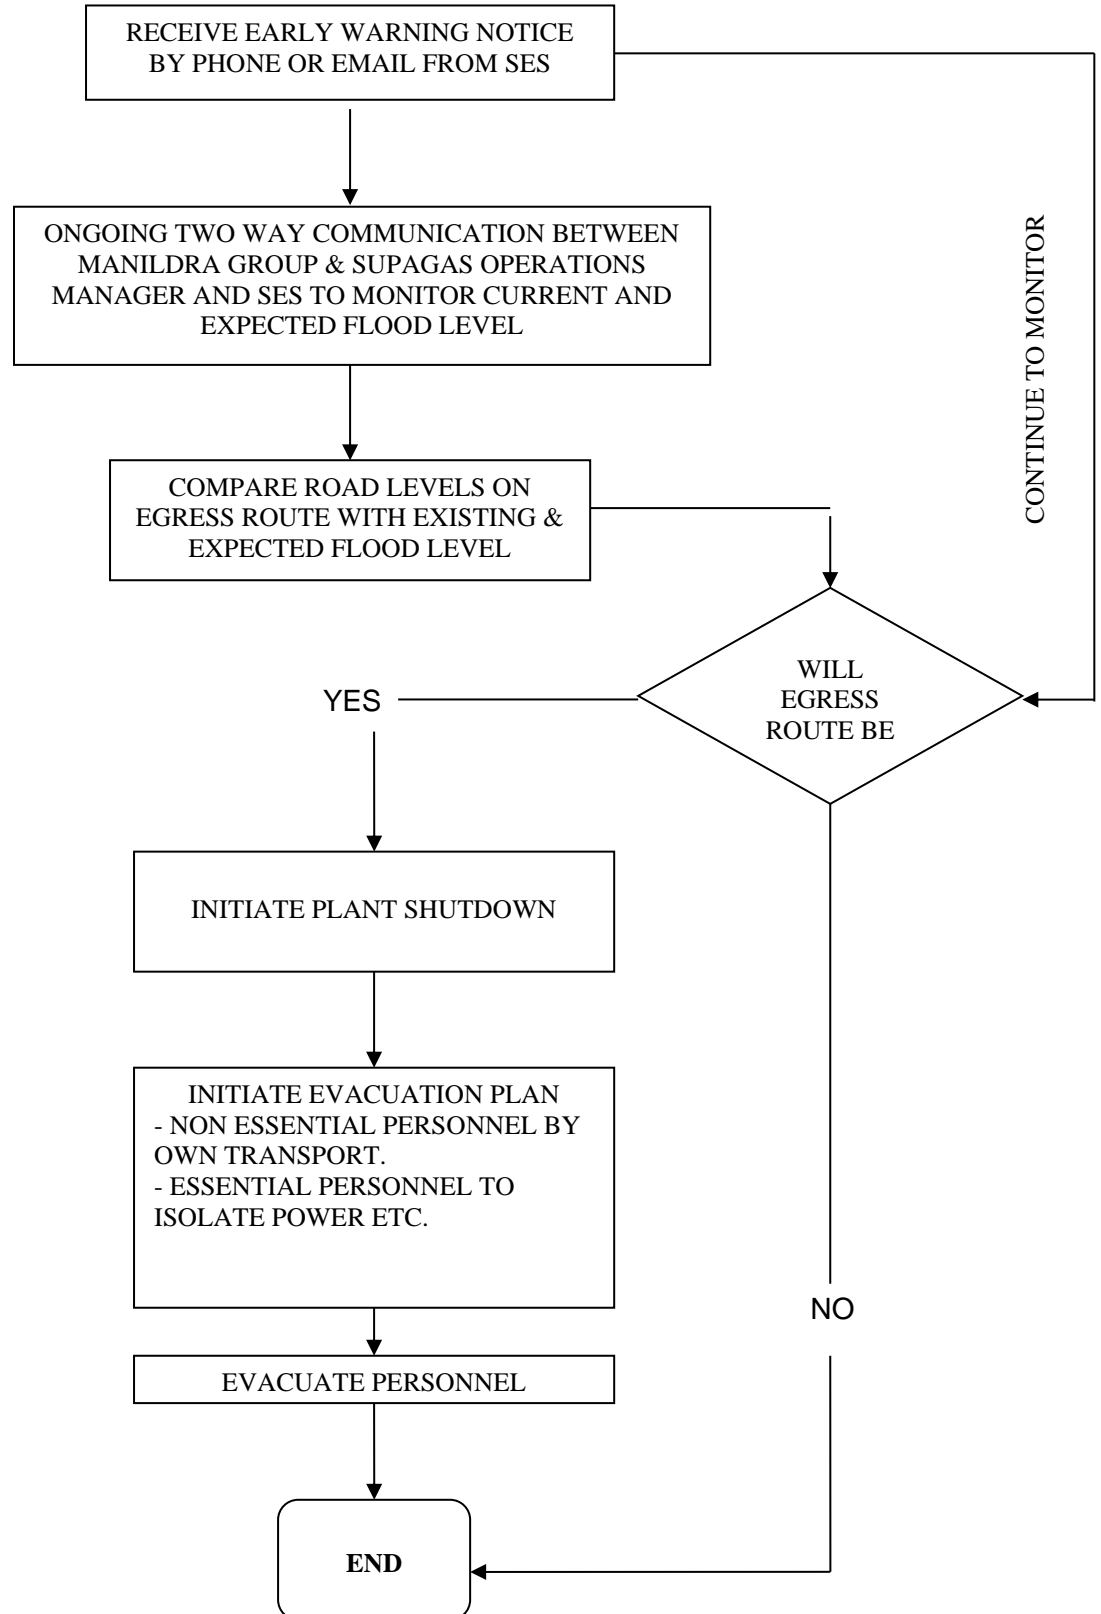 RECEIVE EARLY WARNING NOTICE
BY PHONE OR EMAIL FROM SES
ONGOING TWO WAY COMMUNICATION BETWEEN
MANILDRA GROUP & SUPAGAS OPERATIONS
MANAGER AND SES TO MONITOR CURRENT AND
EXPECTED FLOOD LEVEL
CONTINUE TO MONITOR
COMPARE ROAD LEVELS ON
EGRESS ROUTE WITH EXISTING &
EXPECTED FLOOD LEVEL
WILL
EGRESS
ROUTE BE
YES
INITIATE PLANT SHUTDOWN
INITIATE EVACUATION PLAN
- NON ESSENTIAL PERSONNEL BY
OWN TRANSPORT.
- ESSENTIAL PERSONNEL TO
ISOLATE POWER ETC.
NO
EVACUATE PERSONNEL
END